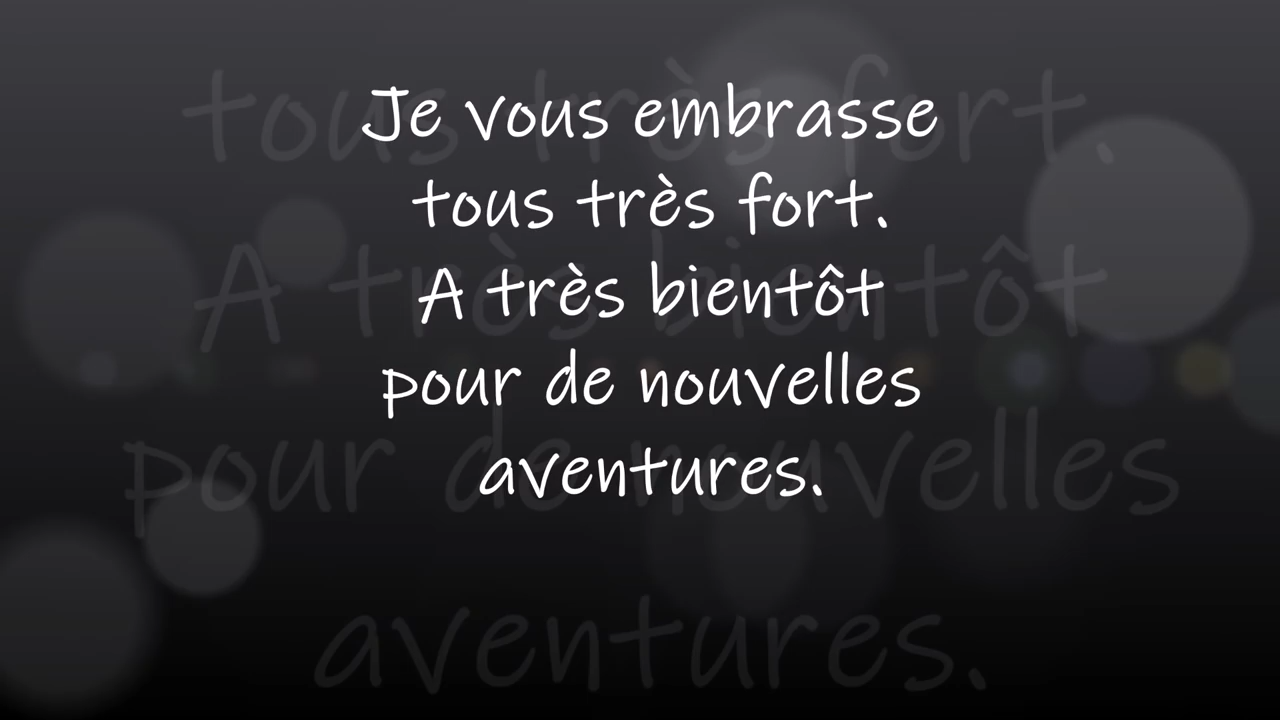 Je vous embrasse
tous très fort.
A très bientôt
pour de nouvelles
aventures.